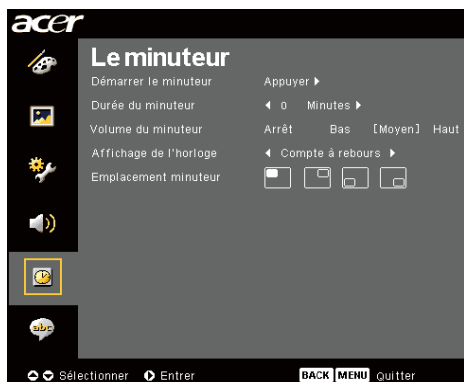 acer
Le minuteur
Démarrer le minuteur Appuyer
Durée du minuteur 0 Minutes
Volume du minuteur Arrêt Bas [Moyen] Haut
Affichage de l'horloge Compte à rebours
Emplacement minuteur
abc
Sélectionner Entrer BACK MENU Quitter